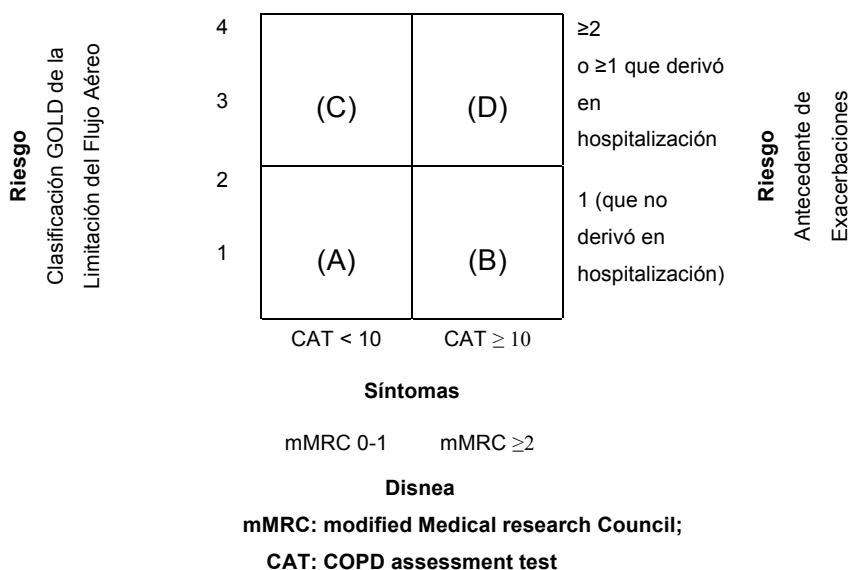 Riesgo
Clasificación GOLD de la
Limitación del Flujo Aéreo
4
3
2
1
(C)
(D)
(A)
(B)
≥2
o ≥1 que derivó
en
hospitalización
1 (que no
derivó en
hospitalización)
Riesgo
Antecedente de
Exacerbaciones
CAT < 10
CAT ≥ 10
Síntomas
mMRC 0-1
mMRC ≥2
Disnea
mMRC: modified Medical research Council;
CAT: COPD assessment test